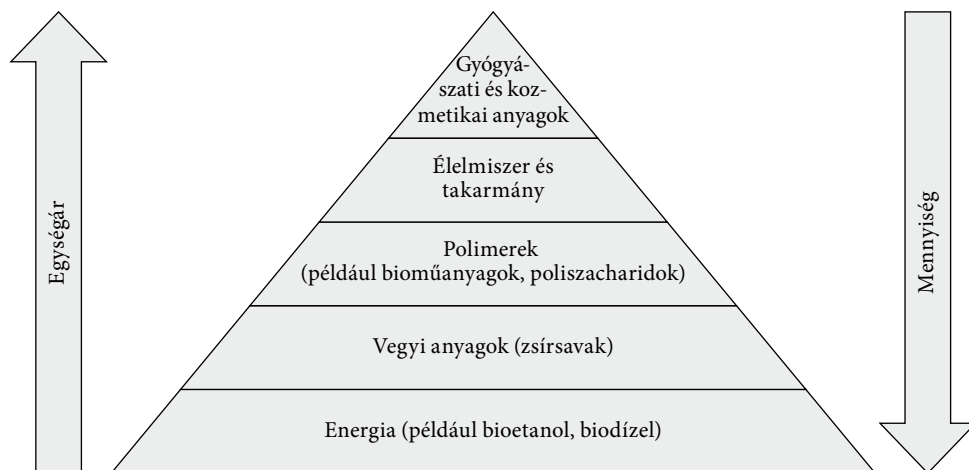 Gyógyá-
szati és koz-
metikai anyagok
Élelmiszer és
takarmány
Polimerek
(például bioműanyagok, poliszacharidok)
Vegyi anyagok (zsírsavak)
Energia (például bioetanol, biodízel)
Egységár
Mennyiség